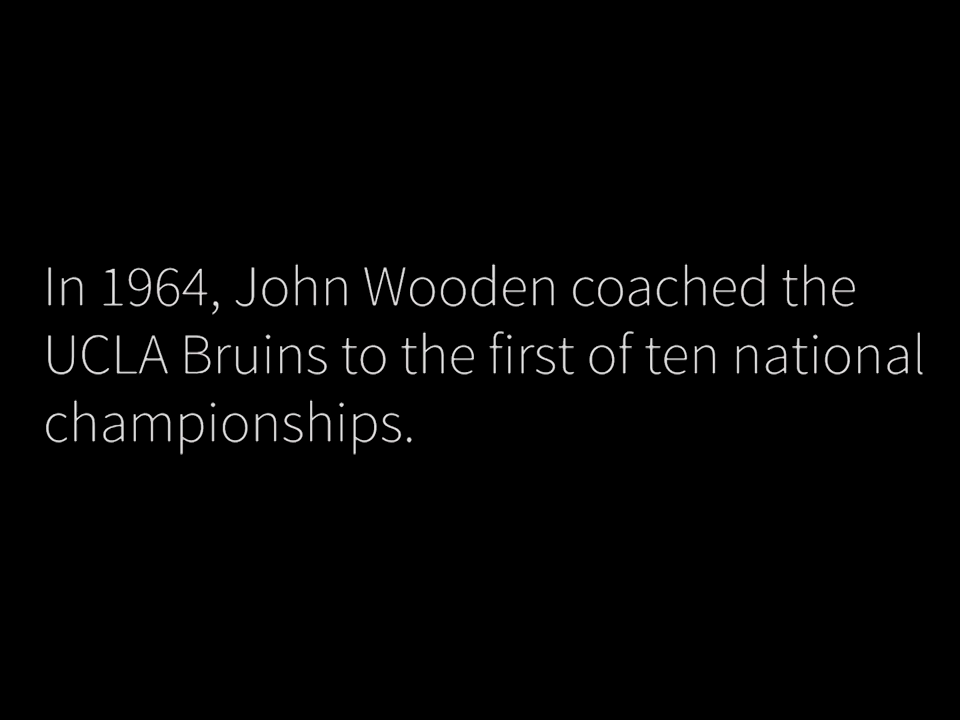 In 1964, John Wooden coached the
UCLA Bruins to the first of ten national
championships.